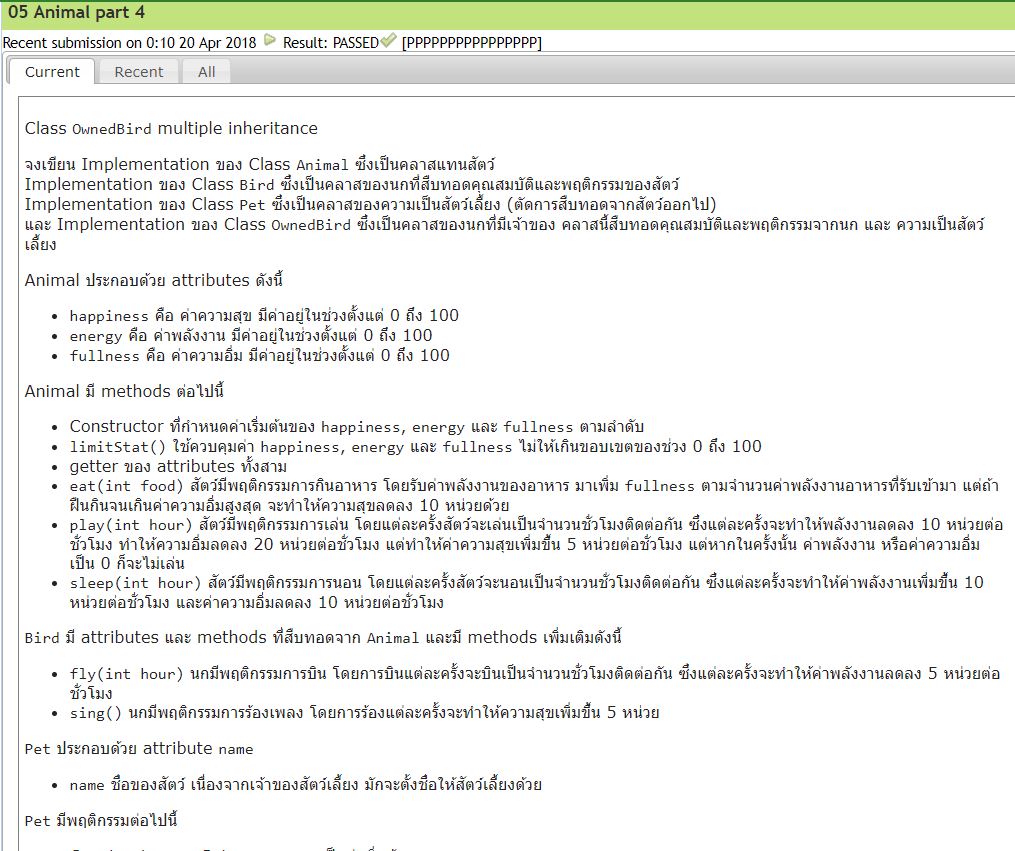 05 Animal part 4
Recent submission on 0:10 20 Apr 2018 Result: PASSED [PPPPPPPPPPPPPPPP]
Current Recent All
Class OwnedBird multiple inheritance
จงเขียน Implementation ของ Class Animal ซึ่งเป็นคลาสแทนสัตว์
Implementation ของ Class Bird ซึ่งเป็นคลาสของนกที่สืบทอดคุณสมบัติและพฤติกรรมของสัตว์
Implementation ของ Class Pet ซึ่งเป็นคลาสของความเป็นสัตว์เลี้ยง (ตัดการสืบทอดจากสัตว์ออกไป)
และ Implementation ของ Class OwnedBird ซึ่งเป็นคลาสของนกที่มีเจ้าของ คลาสนี้สืบทอดคุณสมบัติและพฤติกรรมจากนก และ ความเป็นสัตว์
เลี้ยง
Animal ประกอบด้วย attributes ดังนี้
• happiness คือ ค่าความสุข มีค่าอยู่ในช่วงตั้งแต่ 0 ถึง 100
• energy คือ ค่าพลังงาน มีค่าอยู่ในช่วงตั้งแต่ 0 ถึง 100
• fullness คือ ค่าความอิ่ม มีค่าอยู่ในช่วงตั้งแต่ 0 ถึง 100
Animal มี methods ต่อไปนี้
• Constructor ที่กำหนดค่าเริ่มต้นของ happiness, energy และ fullness ตามลำดับ
• limitStat() ใช้ควบคุมค่า happiness, energy และ fullness ไม่ให้เกินขอบเขตของช่วง 0 ถึง 100
• getter ของ attributes ทั้งสาม
• eat(int food) สัตว์มีพฤติกรรมการกินอาหาร โดยรับค่าพลังงานของอาหาร มาเพิ่ม fullness ตามจำนวนค่าพลังงานอาหารที่รับเข้ามา แต่ถ้า
ฝืนกินจนเกินค่าความอิ่มสูงสุด จะทำให้ความสุขลดลง 10 หน่วยด้วย
• play(int hour) สัตว์มีพฤติกรรมการเล่น โดยแต่ละครั้งสัตว์จะเล่นเป็นจำนวนชั่วโมงติดต่อกัน ซึ่งแต่ละครั้งจะทำให้พลังงานลดลง 10 หน่วยต่อ
ชั่วโมง ทำให้ความอิ่มลดลง 20 หน่วยต่อชั่วโมง แต่ทำให้ค่าความสุขเพิ่มขึ้น 5 หน่วยต่อชั่วโมง แต่หากในครั้งนั้น ค่าพลังงาน หรือค่าความอิ่ม
เป็น 0 ก็จะไม่เล่น
• sleep(int hour) สัตว์มีพฤติกรรมการนอน โดยแต่ละครั้งสัตว์จะนอนเป็นจำนวนชั่วโมงติดต่อกัน ซึ่งแต่ละครั้งจะทำให้ค่าพลังงานเพิ่มขึ้น 10
หน่วยต่อชั่วโมง และค่าความอิ่มลดลง 10 หน่วยต่อชั่วโมง
Bird มี attributes และ methods ที่สืบทอดจาก Animal และมี methods เพิ่มเติมดังนี้
• fly(int hour) นกมีพฤติกรรมการบิน โดยการบินแต่ละครั้งจะบินเป็นจำนวนชั่วโมงติดต่อกัน ซึ่งแต่ละครั้งจะทำให้ค่าพลังงานลดลง 5 หน่วยต่อ
ชั่วโมง
• sing() นกมีพฤติกรรมการร้องเพลง โดยการร้องแต่ละครั้งจะทำให้ความสุขเพิ่มขึ้น 5 หน่วย
Pet ประกอบด้วย attribute name
• name ชื่อของสัตว์ เนื่องจากเจ้าของสัตว์เลี้ยง มักจะตั้งชื่อให้สัตว์เลี้ยงด้วย
Pet มีพฤติกรรมต่อไปนี้